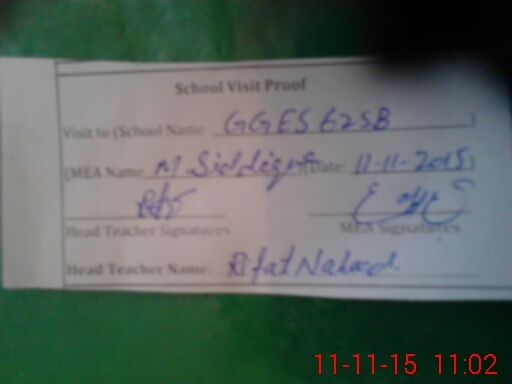 School Visit Proof
Visit to (School Name GGES 62SB )
(MEA Name M Siddique (Date: 11-11-2015)
Head Teacher Signatures MEA Signatures
Head Teacher Name: Rifat Naheed
11-11-15 11:02